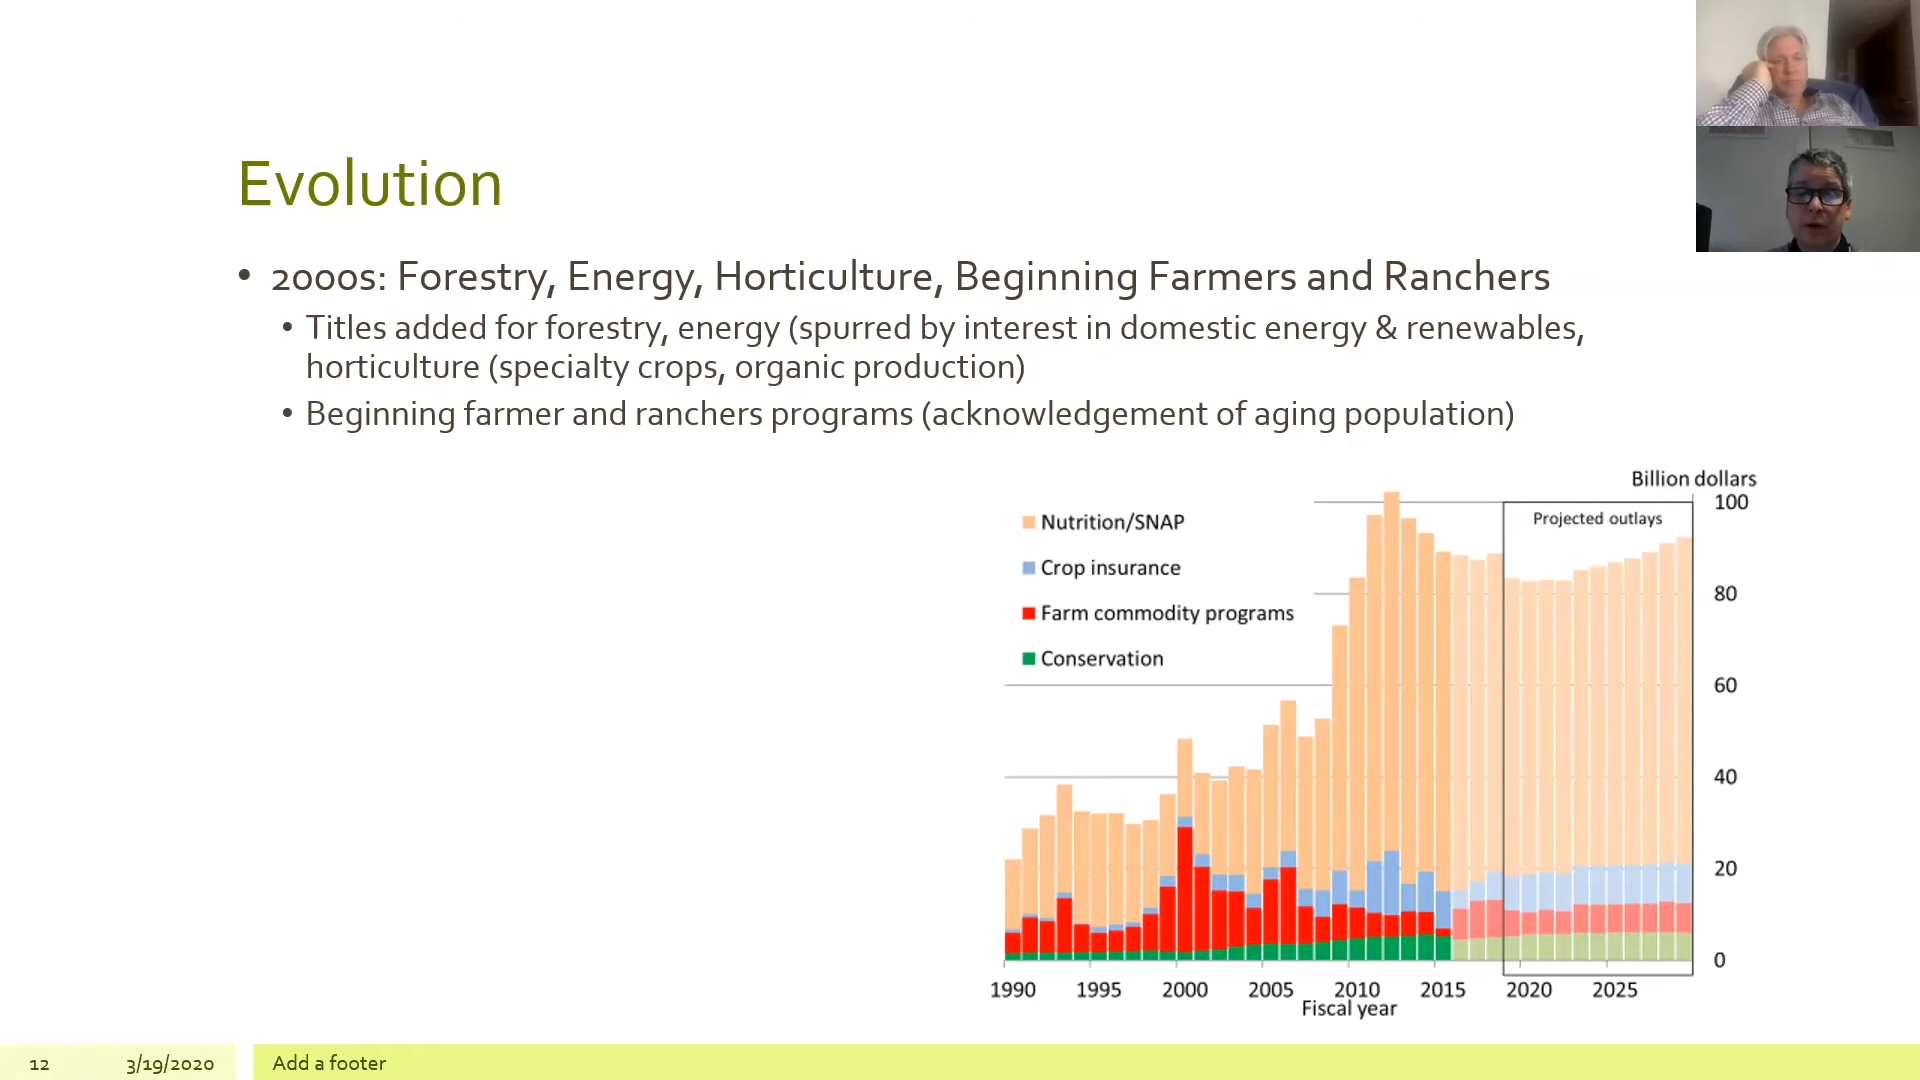 Evolution
• 2000s: Forestry, Energy, Horticulture, Beginning Farmers and Ranchers
• Titles added for forestry, energy (spurred by interest in domestic energy & renewables,
horticulture (specialty crops, organic production)
• Beginning farmer and ranchers programs (acknowledgement of aging population)
Billion dollars
100
Projected outlays
Nutrition/SNAP
Crop insurance
80
Farm commodity programs
Conservation
60
40
20
0
1990 1995 2000 2005 2010 2015 2020 2025
Fiscal year
12 3/19/2020 Add a footer